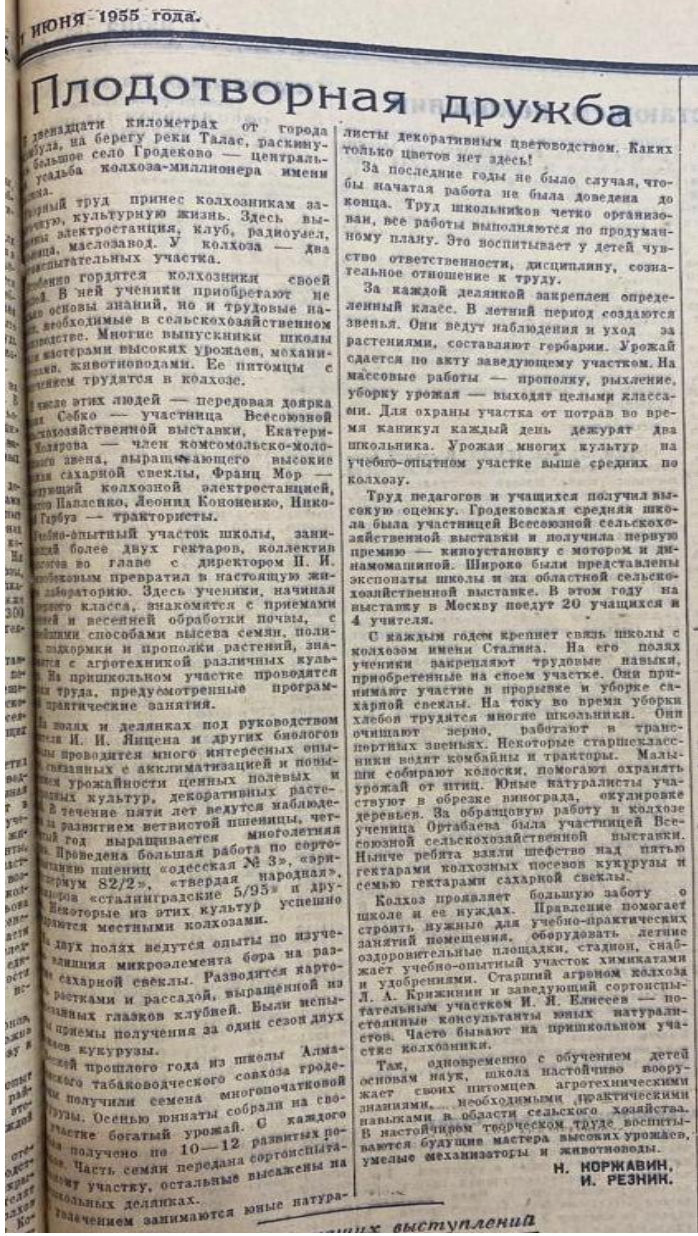 ИЮНЯ 1955 года.
Плодотворная дружба
двенадцати километрах от города
на берегу реки Талас, раскину-
большое село Гродеково — централь-
усадьба колхоза-миллионера имени
труд принес колхозникам за-
культурную жизнь. Здесь вы-
электростанция, клуб, радиоузел,
маслозавод. У колхоза — два
участка.
гордятся колхозники своей
В ней ученики приобретают не
основы знаний, но и трудовые на-
необходимые в сельскохозяйственном
Многие выпускники школы
мастерами высоких урожаев, механи-
животноводами. Ее питомцы с
трудятся в колхозе.
числе этих людей — передовая доярка
Собко — участница Всесоюзной
выставки, Екатери-
— член комсомольско-моло-
звена, выращивающего высокие
сахарной свеклы, Франц Мор —
колхозной электростанцией,
Павленко, Леонид Кононенко, Нико-
Гарбуз — трактористы.
участок школы, зани-
более двух гектаров, коллектив
во главе с директором П. И.
превратил в настоящую жи-
лабораторию. Здесь ученики, начиная
класса, знакомятся с приемами
и весенней обработки почвы, с
способами высева семян, поли-
подкормки и прополки растений, зна-
с агротехникой различных куль-
На пришкольном участке проводятся
труда, предусмотренные програм-
практические занятия.
полях и делянках под руководством
И. И. Янцена и других биологов
проводится много интересных опы-
связанных с акклиматизацией и повы-
урожайности ценных полевых и
культур, декоративных расте-
В течение пяти лет ведутся наблюде-
за развитием ветвистой пшеницы, чет-
год выращивается многолетняя
Проведена большая работа по сорто-
пшениц «одесская № 3», «эри-
82/2», «твердая народная»,
«сталинградские 5/95» и дру-
Некоторые из этих культур успешно
местными колхозами.
двух полях ведутся опыты по изуче-
влияния микроэлемента бора на раз-
сахарной свеклы. Разводится карто-
ростками и рассадой, выращенной из
глазков клубней. Были испы-
приемы получения за один сезон двух
кукурузы.
прошлого года из школы Алма-
табаководческого совхоза гроде-
получили семена многопочатковой
Осенью юннаты собрали на сво-
участке богатый урожай. С каждого
получено по 10—12 развитых по-
Часть семян передана сортоиспыта-
участку, остальные высажены на
делянках.
увлечением занимаются юные натура-
листы декоративным цветоводством. Каких
только цветов нет здесь!
За последние годы не было случая, что-
бы начатая работа не была доведена до
конца. Труд школьников четко организо-
ван, все работы выполняются по продуман-
ному плану. Это воспитывает у детей чув-
ство ответственности, дисциплину, созна-
тельное отношение к труду.
За каждой делянкой закреплен опреде-
ленный класс. В летний период создаются
звенья. Они ведут наблюдения и уход за
растениями, составляют гербарии. Урожай
сдается по акту заведующему участком. На
массовые работы — прополку, рыхление,
уборку урожая — выходят целыми класса-
ми. Для охраны участка от потрав во вре-
мя каникул каждый день дежурят два
школьника. Урожаи многих культур на
учебно-опытном участке выше средних по
колхозу.
Труд педагогов и учащихся получил вы-
сокую оценку. Гродековская средняя шко-
ла была участницей Всесоюзной сельскохо-
зяйственной выставки и получила первую
премию — киноустановку с мотором и ди-
намомашиной. Широко были представлены
экспонаты школы и на областной сельско-
хозяйственной выставке. В этом году на
выставку в Москву поедут 20 учащихся и
4 учителя.
С каждым годом крепнет связь школы с
колхозом имени Сталина. На его полях
ученики закрепляют трудовые навыки,
приобретенные на своем участке. Они при-
нимают участие в прорывке и уборке са-
харной свеклы. На току во время уборки
хлебов трудятся многие школьники. Они
очищают зерно, работают в транс-
портных звеньях. Некоторые старшекласс-
ники водят комбайны и тракторы. Малы-
ши собирают колоски, помогают охранять
урожай от птиц. Юные натуралисты уча-
ствуют в обрезке винограда, окулировке
деревьев. За образцовую работу в колхозе
ученица Ортабаева была участницей Все-
союзной сельскохозяйственной выставки.
Нынче ребята взяли шефство над пятью
гектарами колхозных посевов кукурузы и
семью гектарами сахарной свеклы.
Колхоз проявляет большую заботу о
школе и ее нуждах. Правление помогает
строить нужные для учебно-практических
занятий помещения, оборудовать летние
оздоровительные площадки, стадион, снаб-
жает учебно-опытный участок химикатами
и удобрениями. Старший агроном колхоза
Л. А. Крижнин и заведующий сортоиспы-
тательным участком И. Я. Елисеев — по-
стоянные консультанты юных натурали-
стов. Часто бывают на пришкольном уча-
стке колхозники.
Так, одновременно с обучением детей
основам наук, школа настойчиво воору-
жает своих питомцев агротехническими
знаниями, необходимыми практическими
навыками в области сельского хозяйства.
В настойчивом творческом труде воспиты-
ваются будущие мастера высоких урожаев,
умелые механизаторы и животноводы.
Н. КОРЖАВИН,
И. РЕЗНИК.
выступлений